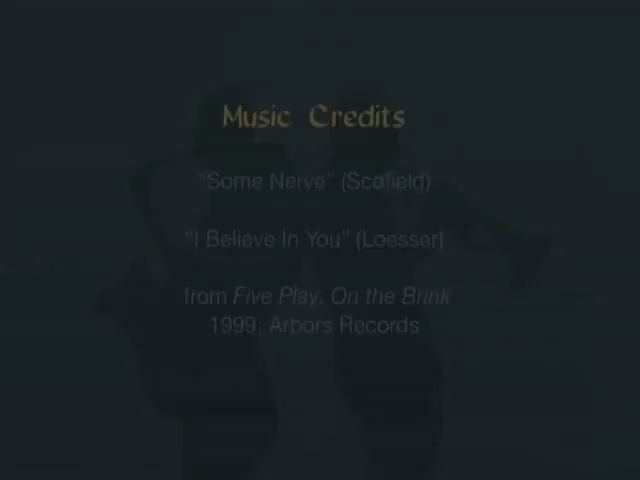 Music Credits
"Some Nerve" (Scofield)
"I Believe In You" (Loesser)
from Five Play: On the Brink
1999; Arbors Records